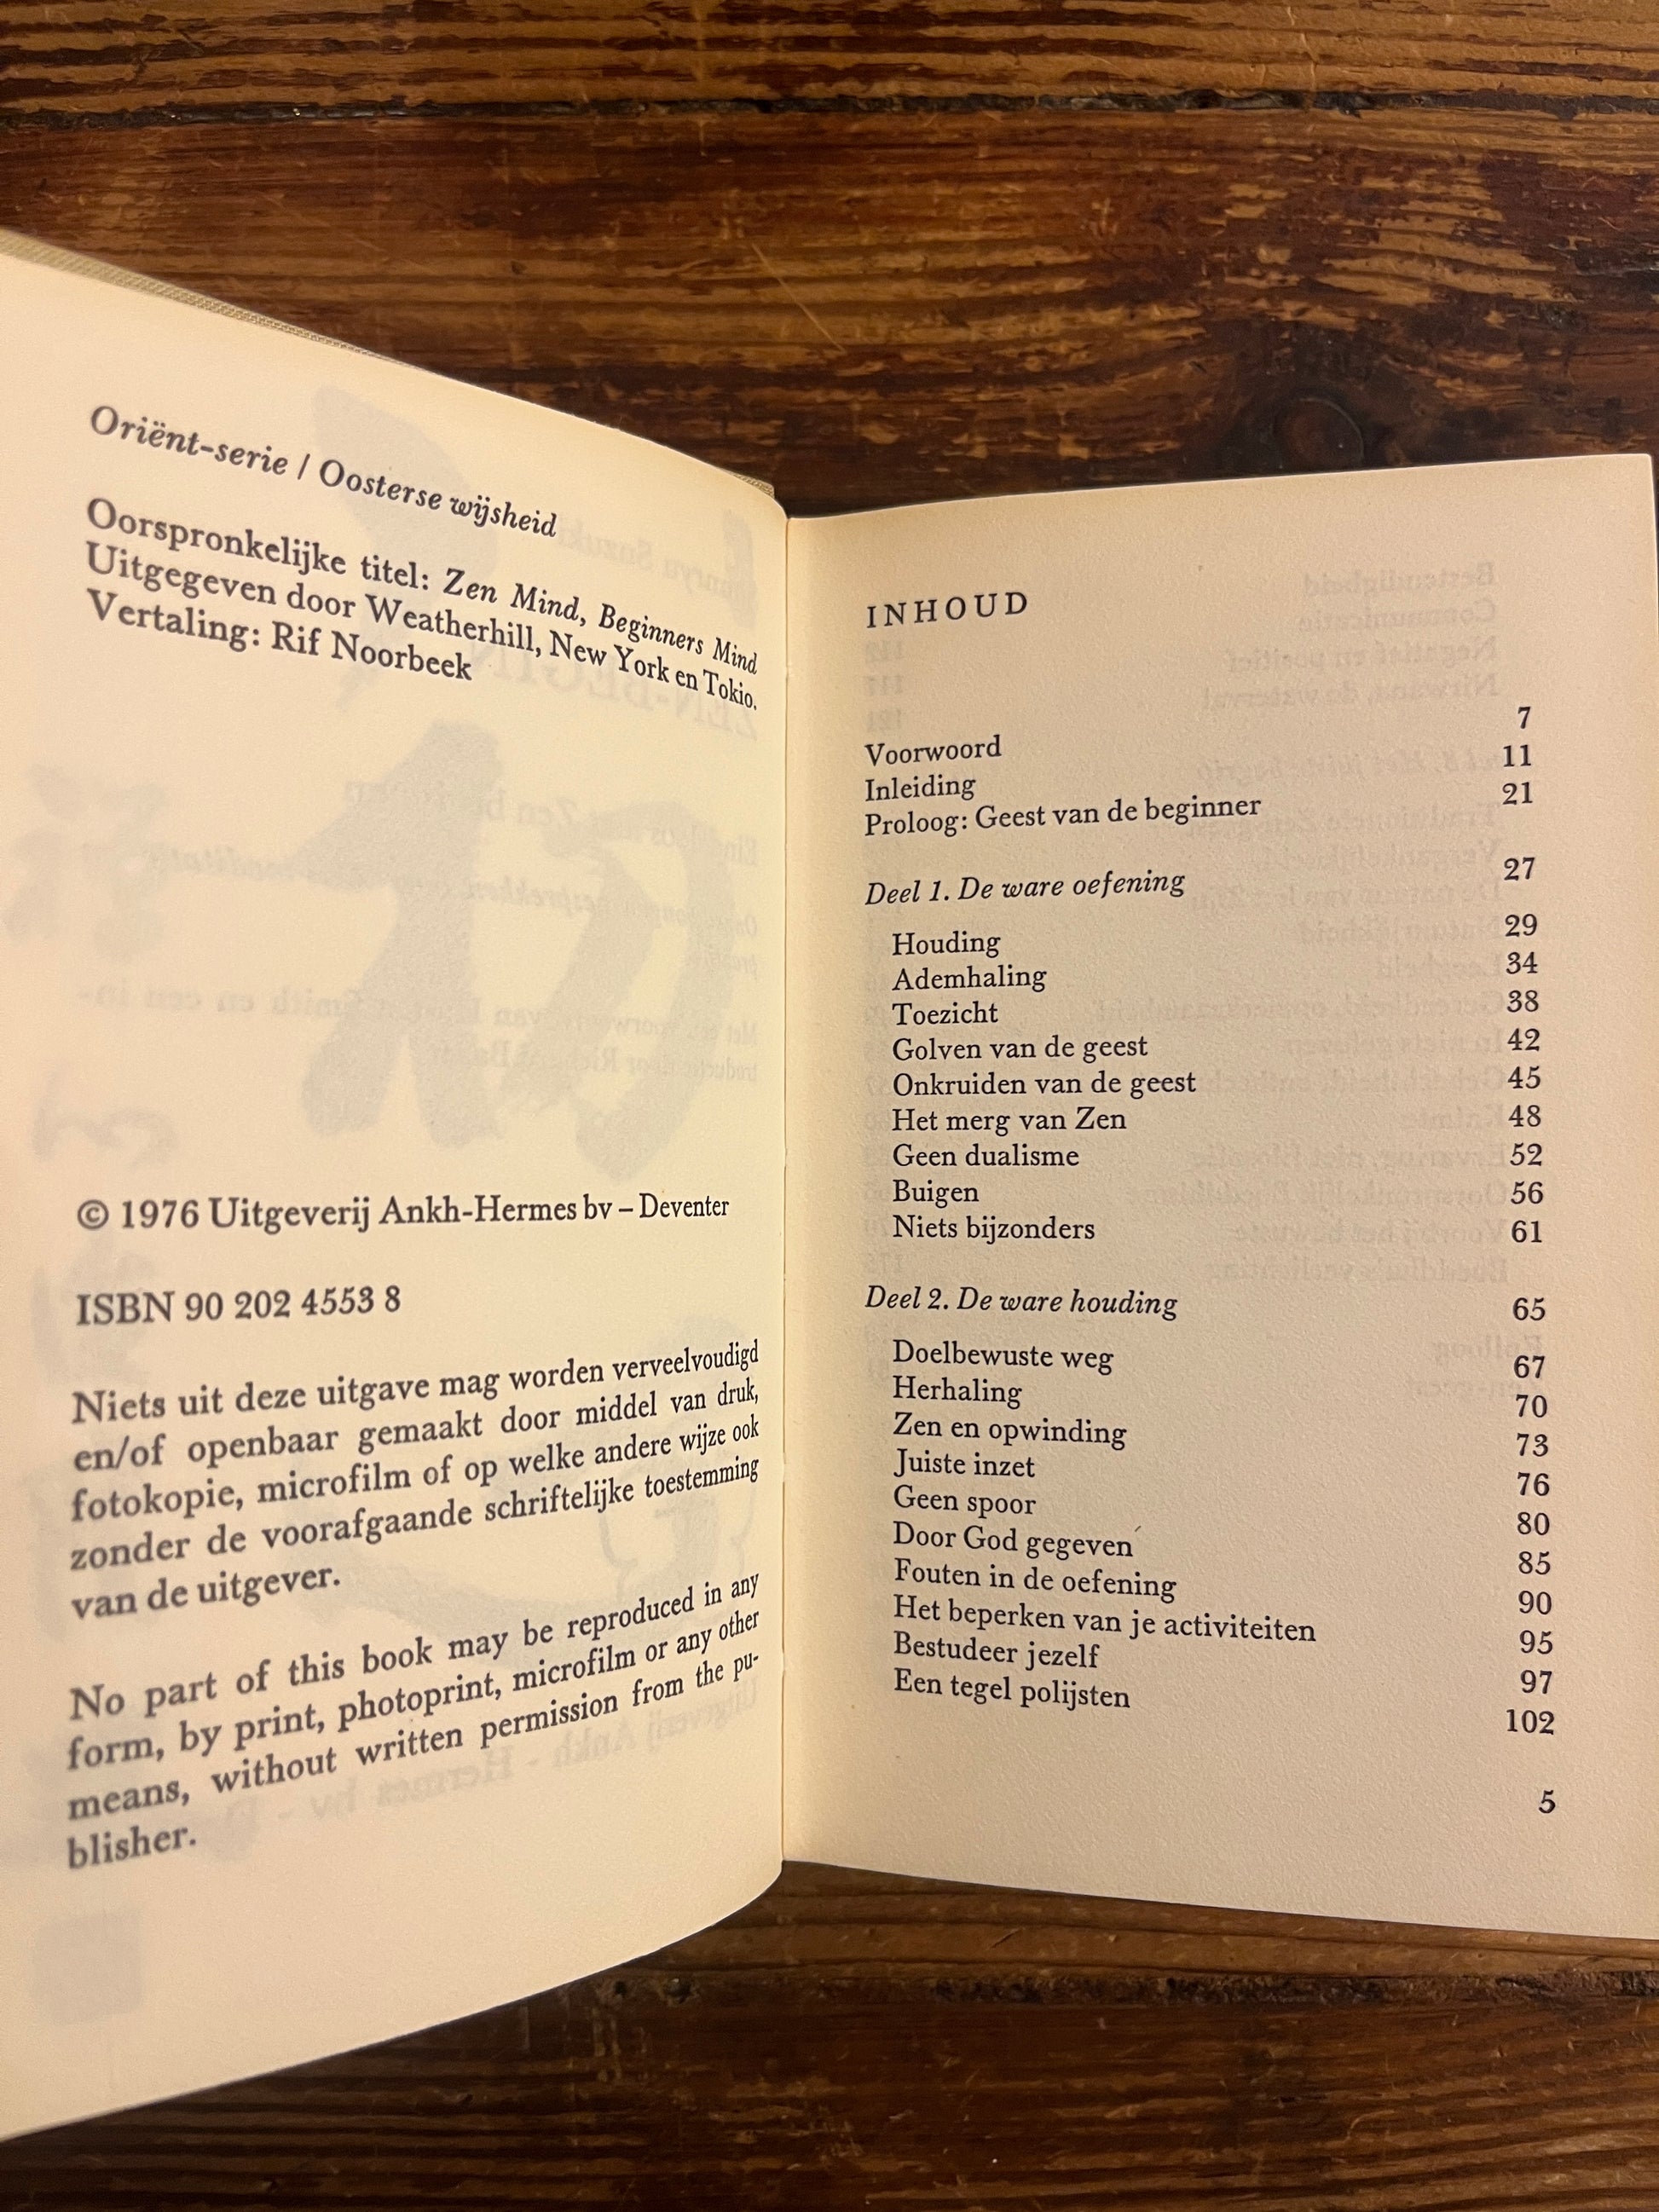 Oriënt-serie / Oosterse wijsheid
Oorspronkelijke titel: Zen Mind, Beginners Mind
Uitgegeven door Weatherhill, New York en Tokio.
Vertaling: Rif Noorbeek
© 1976 Uitgeverij Ankh-Hermes bv – Deventer
ISBN 90 202 4553 8
Niets uit deze uitgave mag worden verveelvoudigd
en/of openbaar gemaakt door middel van druk,
fotokopie, microfilm of op welke andere wijze ook
zonder de voorafgaande schriftelijke toestemming
van de uitgever.
No part of this book may be reproduced in any
form, by print, photoprint, microfilm or any other
means, without written permission from the pu-
blisher.
INHOUD
Voorwoord 7
Inleiding 11
Proloog: Geest van de beginner 21
Deel 1. De ware oefening 27
Houding 29
Ademhaling 34
Toezicht 38
Golven van de geest 42
Onkruiden van de geest 45
Het merg van Zen 48
Geen dualisme 52
Buigen 56
Niets bijzonders 61
Deel 2. De ware houding 65
Doelbewuste weg 67
Herhaling 70
Zen en opwinding 73
Juiste inzet 76
Geen spoor 80
Door God gegeven 85
Fouten in de oefening 90
Het beperken van je activiteiten 95
Bestudeer jezelf 97
Een tegel polijsten 102
5